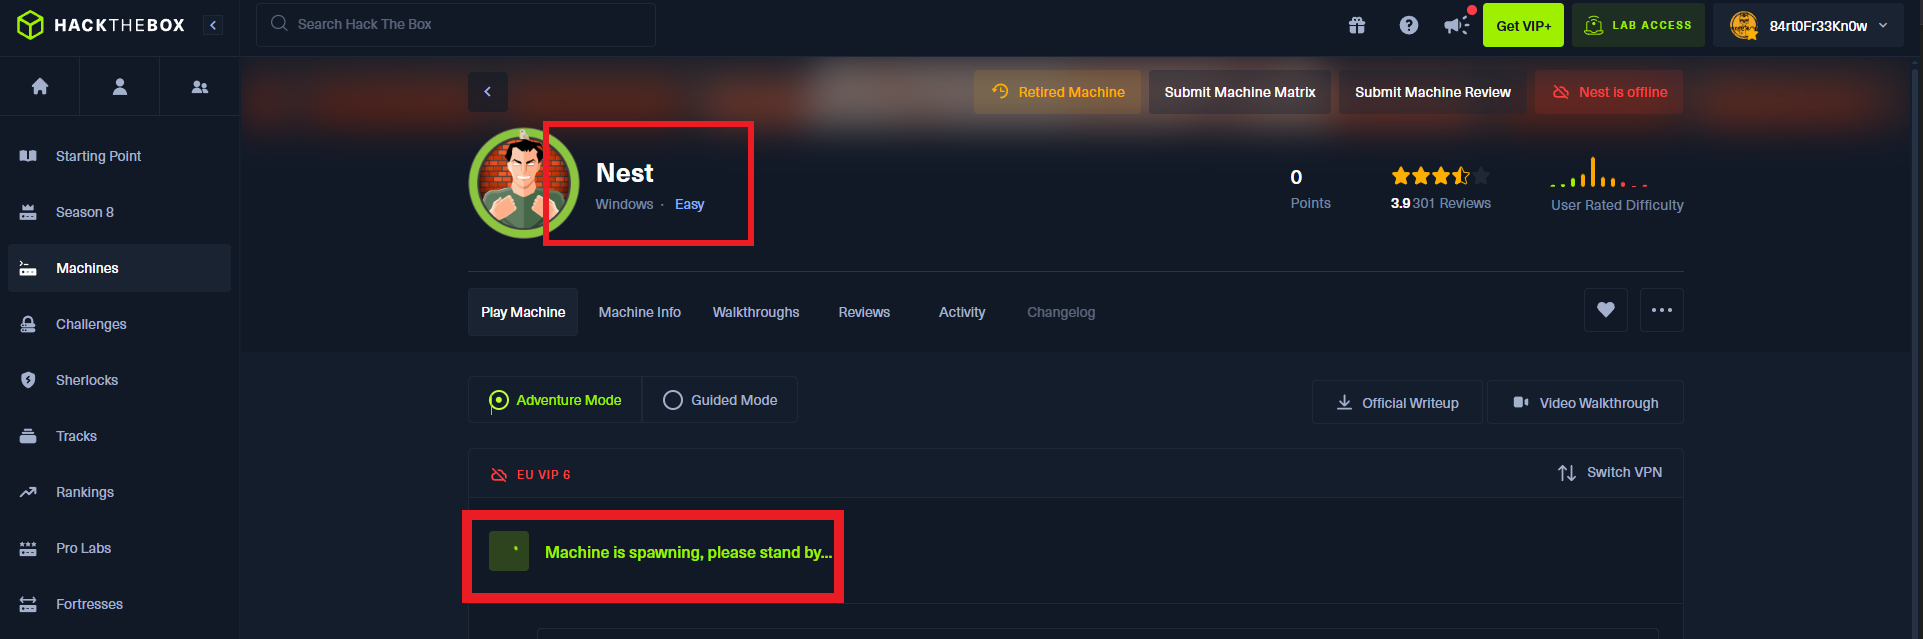 HACKTHEBOX
Search Hack The Box
Get VIP+
LAB ACCESS
84rt0Fr33Kn0w
Starting Point
Season 8
Machines
Challenges
Sherlocks
Tracks
Rankings
Pro Labs
Fortresses
Retired Machine
Submit Machine Matrix
Submit Machine Review
Nest is offline
Nest
Windows · Easy
0
Points
3.9 301 Reviews
User Rated Difficulty
Play Machine
Machine Info
Walkthroughs
Reviews
Activity
Changelog
Adventure Mode
Guided Mode
Official Writeup
Video Walkthrough
EU VIP 6
Switch VPN
Machine is spawning, please stand by...